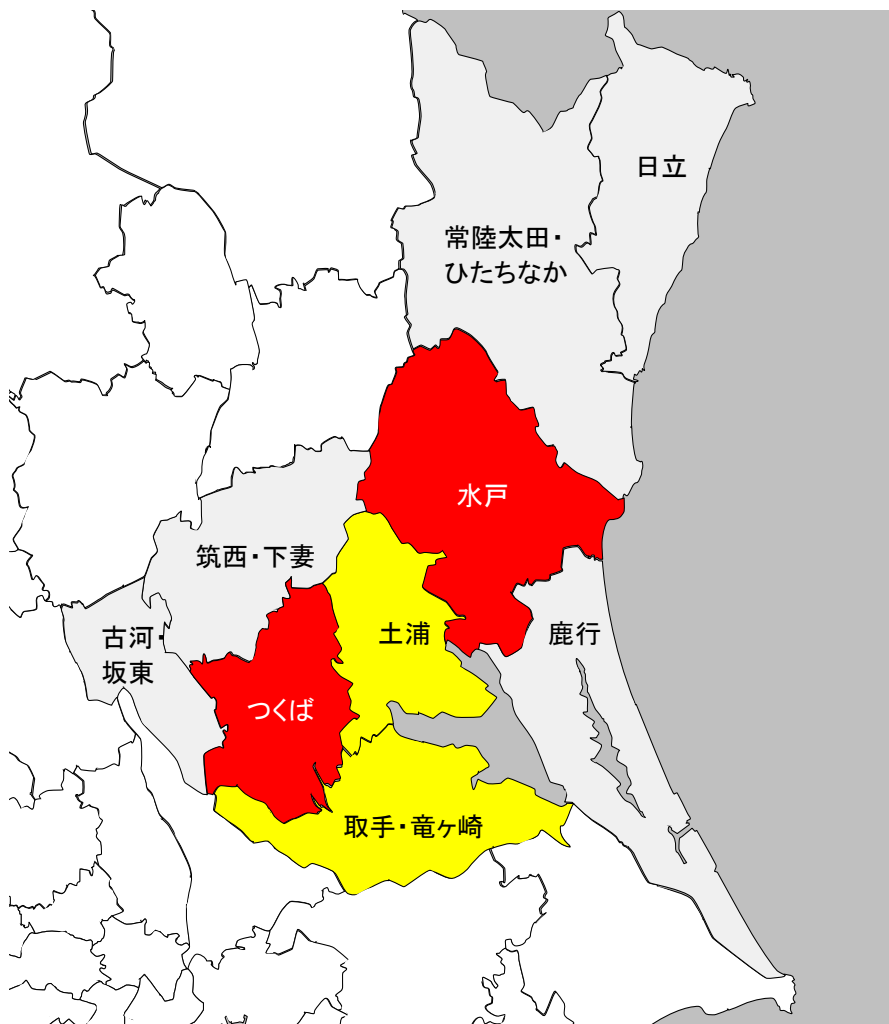 日立
常陸太田・
ひたちなか
水戸
筑西・下妻
土浦
鹿行
古河・
坂東
つくば
取手・竜ヶ崎